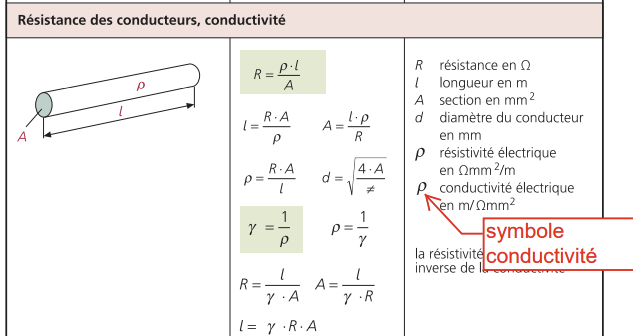 Résistance des conducteurs, conductivité
ρ
l
A
R = ρ·l / A
l = R·A / ρ
A = l·ρ / R
ρ = R·A / l
d = √(4·A / ≠)
γ = 1 / ρ
ρ = 1 / γ
R = l / γ · A
A = l / γ · R
l = γ · R · A
R résistance en Ω
l longueur en m
A section en mm²
d diamètre du conducteur
en mm
ρ résistivité électrique
en Ωmm²/m
ρ conductivité électrique
en m/Ωmm²
symbole
conductivité
la résistivité
inverse de la conductivité